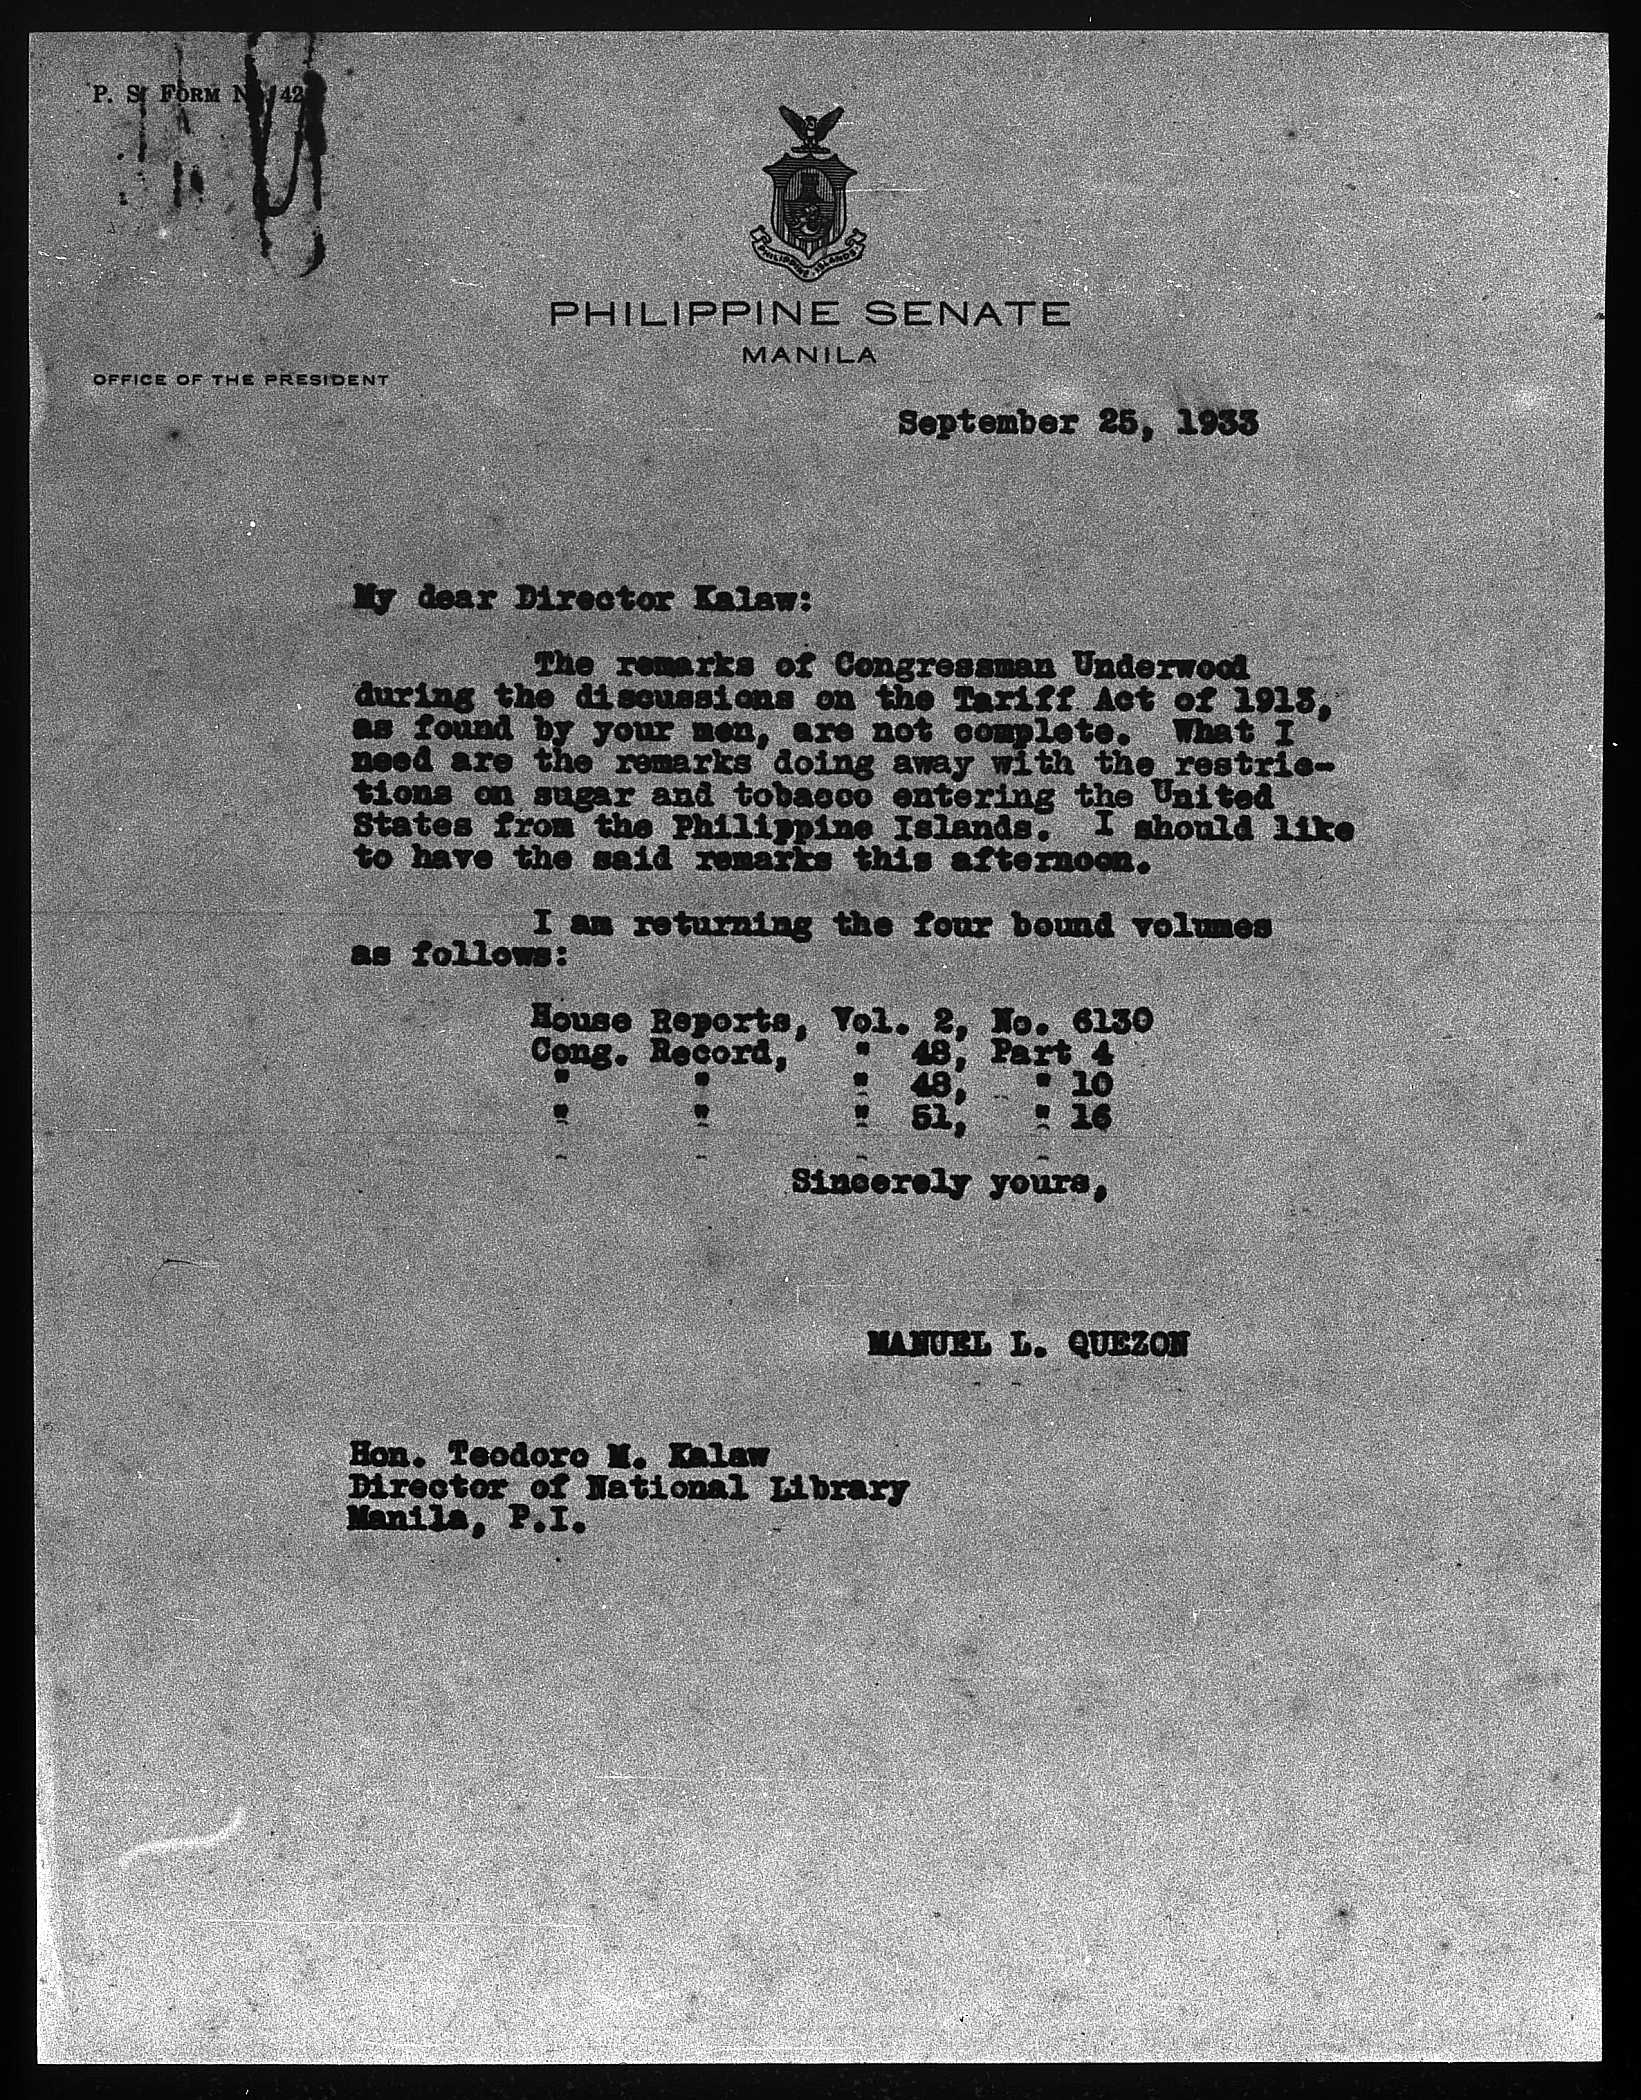 P. S. FORM No. 42
PHILIPPINE ISLANDS
PHILIPPINE SENATE
MANILA
OFFICE OF THE PRESIDENT
September 25, 1933
My dear Director Kalaw:
The remarks of Congressman Underwood
during the discussions on the Tariff Act of 1913,
as found by your men, are not complete. What I
need are the remarks doing away with the restric-
tions on sugar and tobacco entering the United
States from the Philippine Islands. I should like
to have the said remarks this afternoon.
I am returning the four bound volumes
as follows:
House Reports, Vol. 2, No. 6130
Cong. Record, " 48, Part 4
" " " 48, " 10
" " " 51, " 16
Sincerely yours,
MANUEL L. QUEZON
Hon. Teodoro M. Kalaw
Director of National Library
Manila, P.I.